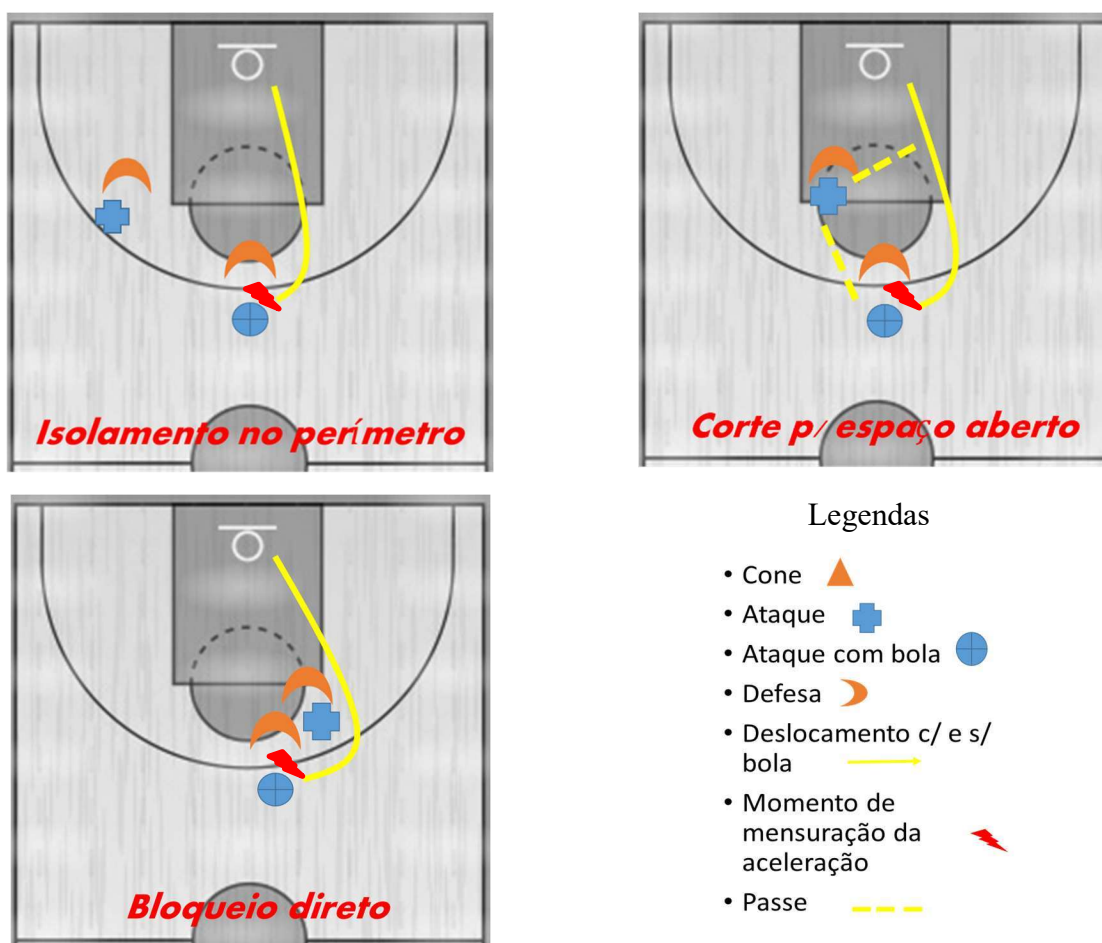 Isolamento no perímetro
Corte p/ espaço aberto
Bloqueio direto
Legendas
• Cone
• Ataque
• Ataque com bola
• Defesa
• Deslocamento c/ e s/
bola
• Momento de
mensuração da
aceleração
• Passe